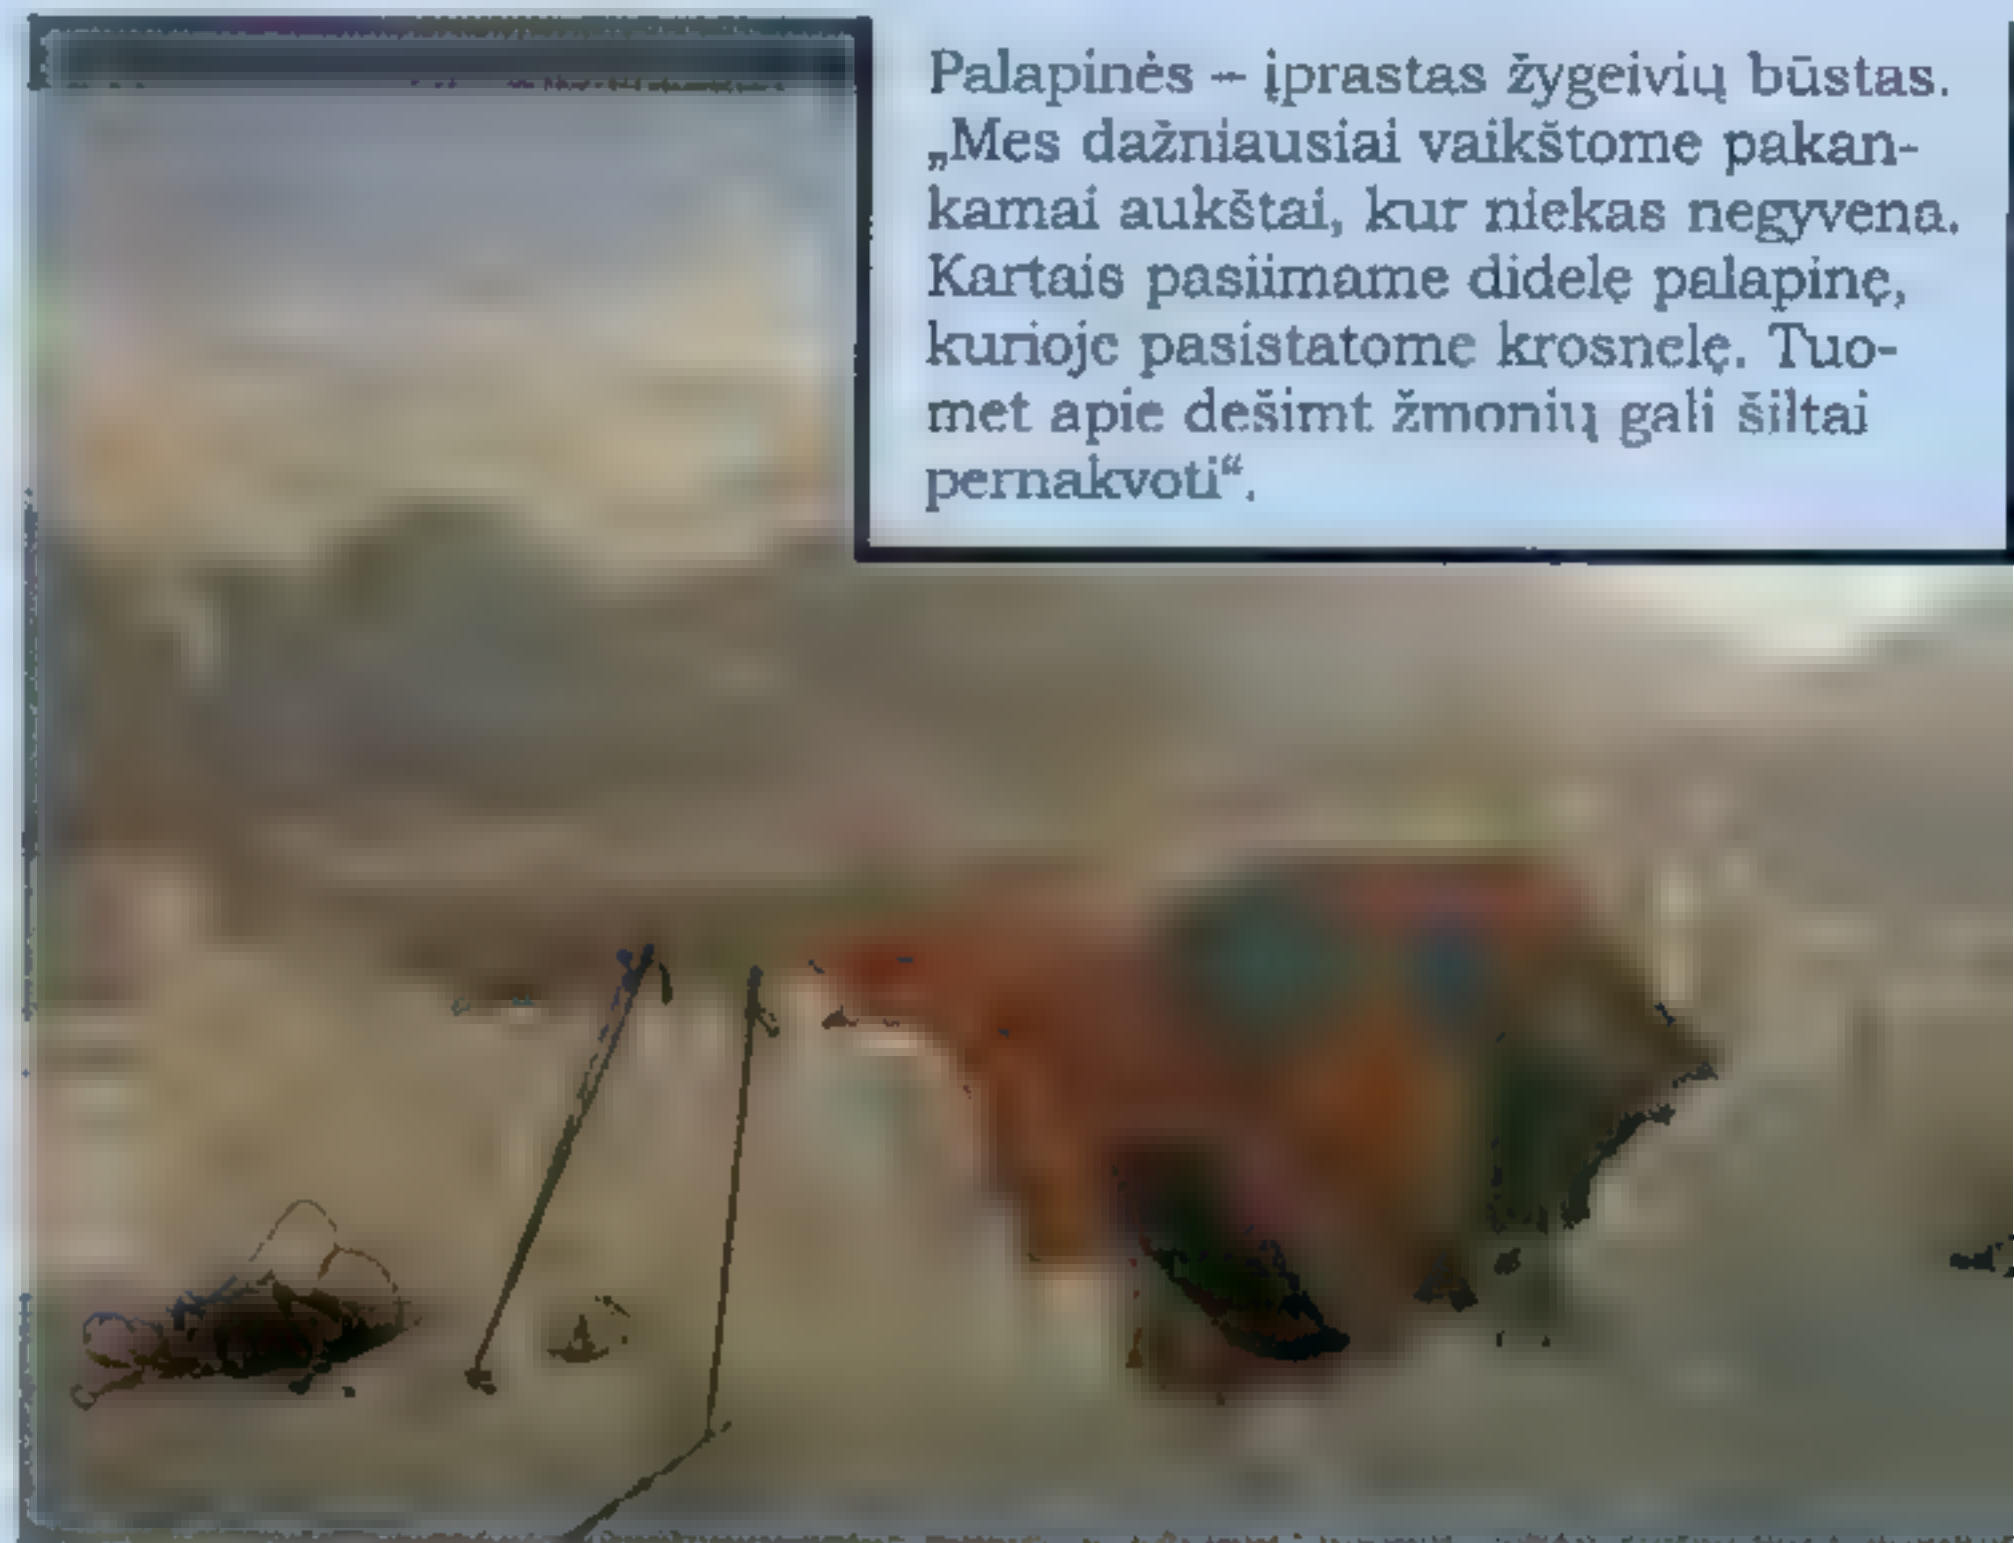 Palapinės – įprastas žygeivių būstas.
„Mes dažniausiai vaikštome pakan-
kamai aukštai, kur niekas negyvena.
Kartais pasiimame didelę palapinę,
kurioje pasistatome krosnelę. Tuo-
met apie dešimt žmonių gali šiltai
pernakvoti“.